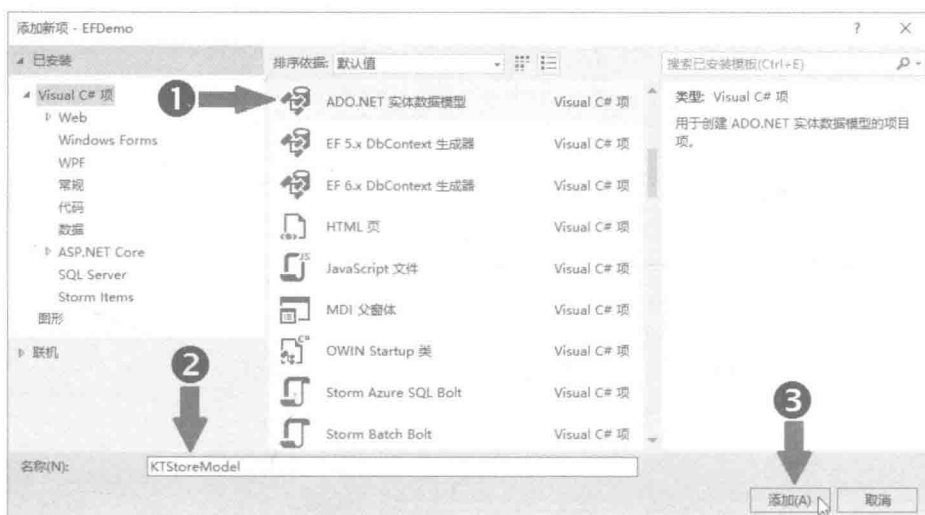 添加新项 - EFDemo
? ×
已安装
排序依据: 默认值
搜索已安装模板(Ctrl+E)
Visual C# 项
Web
Windows Forms
WPF
常规
代码
数据
ASP.NET Core
SQL Server
Storm Items
图形
联机
1
ADO.NET 实体数据模型 Visual C# 项
EF 5.x DbContext 生成器 Visual C# 项
EF 6.x DbContext 生成器 Visual C# 项
HTML 页 Visual C# 项
JavaScript 文件 Visual C# 项
MDI 父窗体 Visual C# 项
OWIN Startup 类 Visual C# 项
Storm Azure SQL Bolt Visual C# 项
Storm Batch Bolt Visual C# 项
类型: Visual C# 项
用于创建 ADO.NET 实体数据模型的项目
项。
2
3
名称(N): KTStoreModel
添加(A) 取消